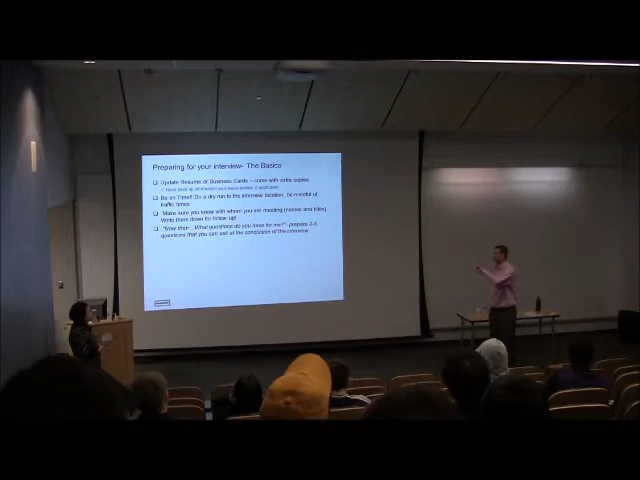 Preparing for your interview- The Basics
Update Resume or Business Cards – come with extra copies
Be on Time!! Do a dry run to the interview location, be mindful of
traffic times
Make sure you know with whom you are meeting (names and titles).
Write them down for follow up!
"Now then… What questions do you have for me?"- prepare 3-5
questions that you can ask at the conclusion of the interview